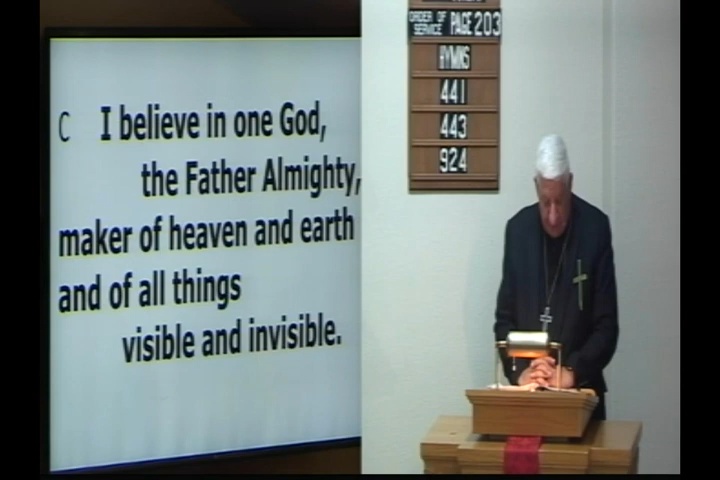 C I believe in one God,
the Father Almighty,
maker of heaven and earth
and of all things
visible and invisible.
ORDER OF SERVICE PAGE 203
HYMNS
441
443
924